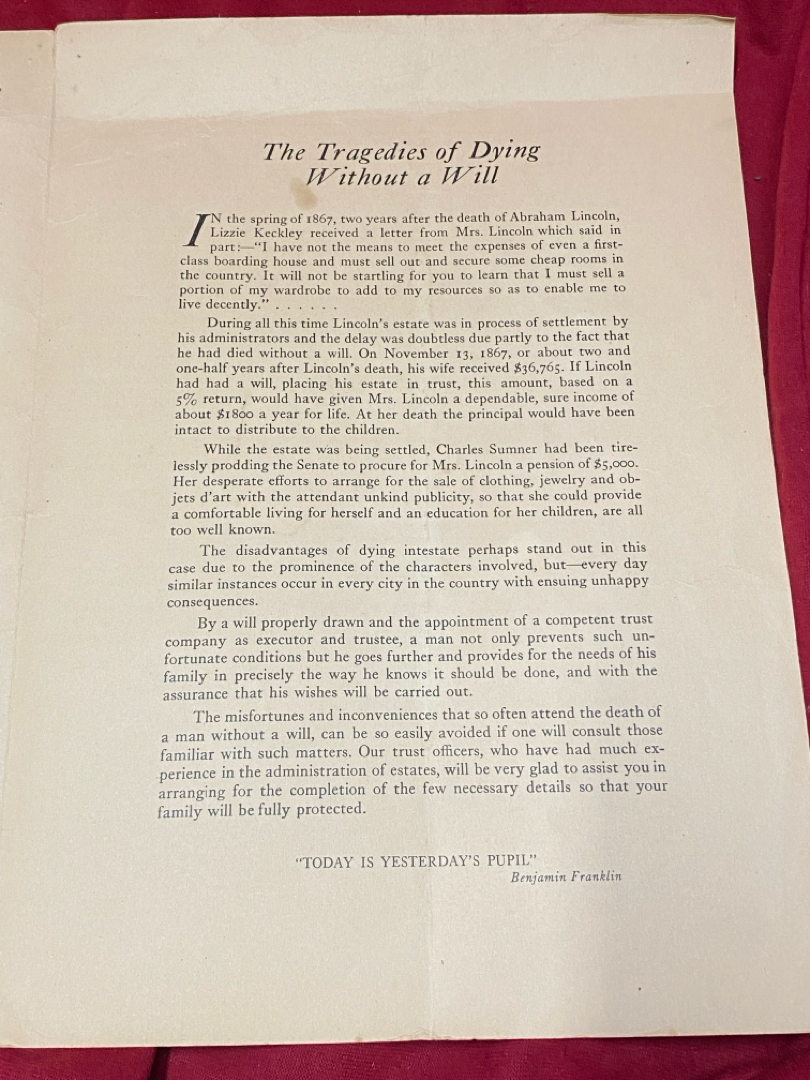 The Tragedies of Dying
Without a Will
IN the spring of 1867, two years after the death of Abraham Lincoln,
Lizzie Keckley received a letter from Mrs. Lincoln which said in
part:—"I have not the means to meet the expenses of even a first-
class boarding house and must sell out and secure some cheap rooms in
the country. It will not be startling for you to learn that I must sell a
portion of my wardrobe to add to my resources so as to enable me to
live decently." . . . . . .
During all this time Lincoln's estate was in process of settlement by
his administrators and the delay was doubtless due partly to the fact that
he had died without a will. On November 13, 1867, or about two and
one-half years after Lincoln's death, his wife received $36,765. If Lincoln
had had a will, placing his estate in trust, this amount, based on a
5% return, would have given Mrs. Lincoln a dependable, sure income of
about $1800 a year for life. At her death the principal would have been
intact to distribute to the children.
While the estate was being settled, Charles Sumner had been tire-
lessly prodding the Senate to procure for Mrs. Lincoln a pension of $5,000.
Her desperate efforts to arrange for the sale of clothing, jewelry and ob-
jets d'art with the attendant unkind publicity, so that she could provide
a comfortable living for herself and an education for her children, are all
too well known.
The disadvantages of dying intestate perhaps stand out in this
case due to the prominence of the characters involved, but—every day
similar instances occur in every city in the country with ensuing unhappy
consequences.
By a will properly drawn and the appointment of a competent trust
company as executor and trustee, a man not only prevents such un-
fortunate conditions but he goes further and provides for the needs of his
family in precisely the way he knows it should be done, and with the
assurance that his wishes will be carried out.
The misfortunes and inconveniences that so often attend the death of
a man without a will, can be so easily avoided if one will consult those
familiar with such matters. Our trust officers, who have had much ex-
perience in the administration of estates, will be very glad to assist you in
arranging for the completion of the few necessary details so that your
family will be fully protected.
"TODAY IS YESTERDAY'S PUPIL"
Benjamin Franklin